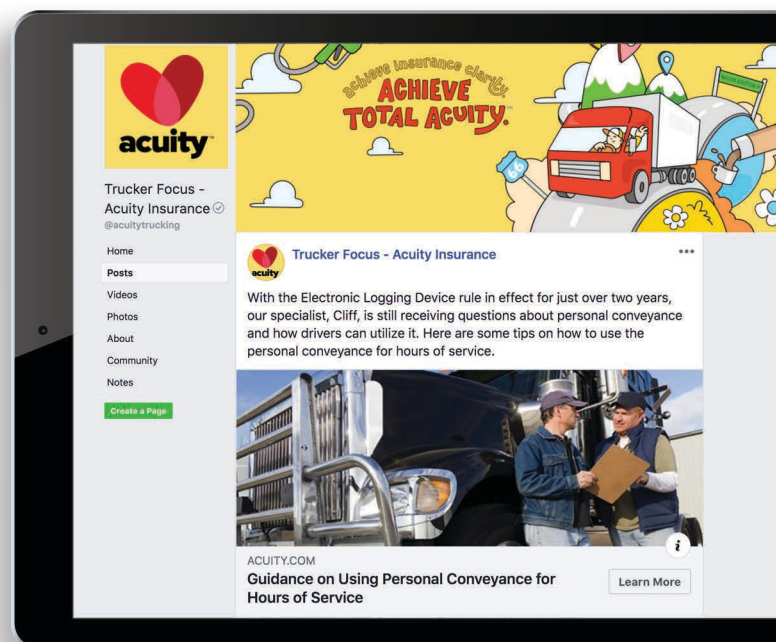 acuity
Trucker Focus -
Acuity Insurance
@acuitytrucking
Home
Posts
Videos
Photos
About
Community
Notes
Create a Page
achieve insurance clarity.
ACHIEVE
TOTAL ACUITY.™
66
acuity
Trucker Focus - Acuity Insurance
With the Electronic Logging Device rule in effect for just over two years,
our specialist, Cliff, is still receiving questions about personal conveyance
and how drivers can utilize it. Here are some tips on how to use the
personal conveyance for hours of service.
i
ACUITY.COM
Guidance on Using Personal Conveyance for
Hours of Service
Learn More